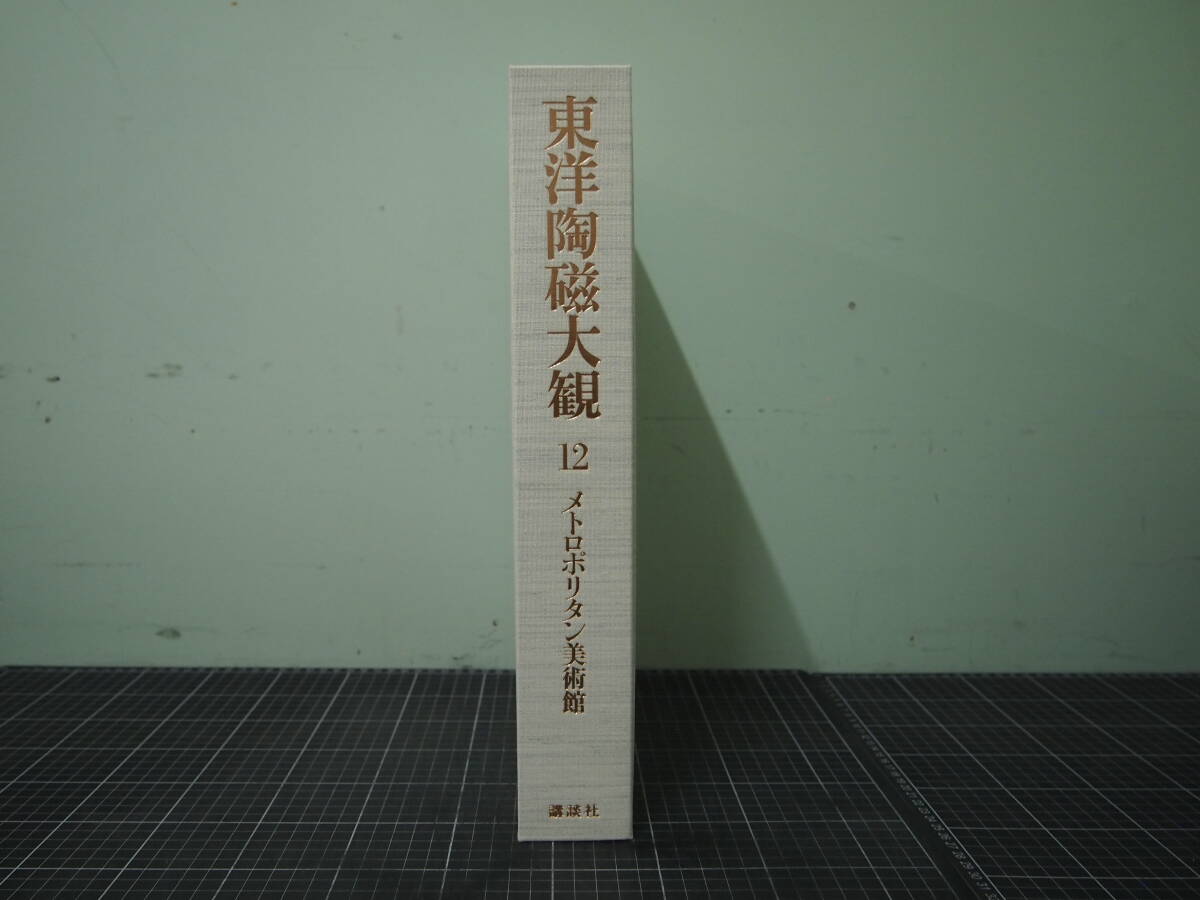 東洋陶磁大観
12
メトロポリタン美術館
講談社